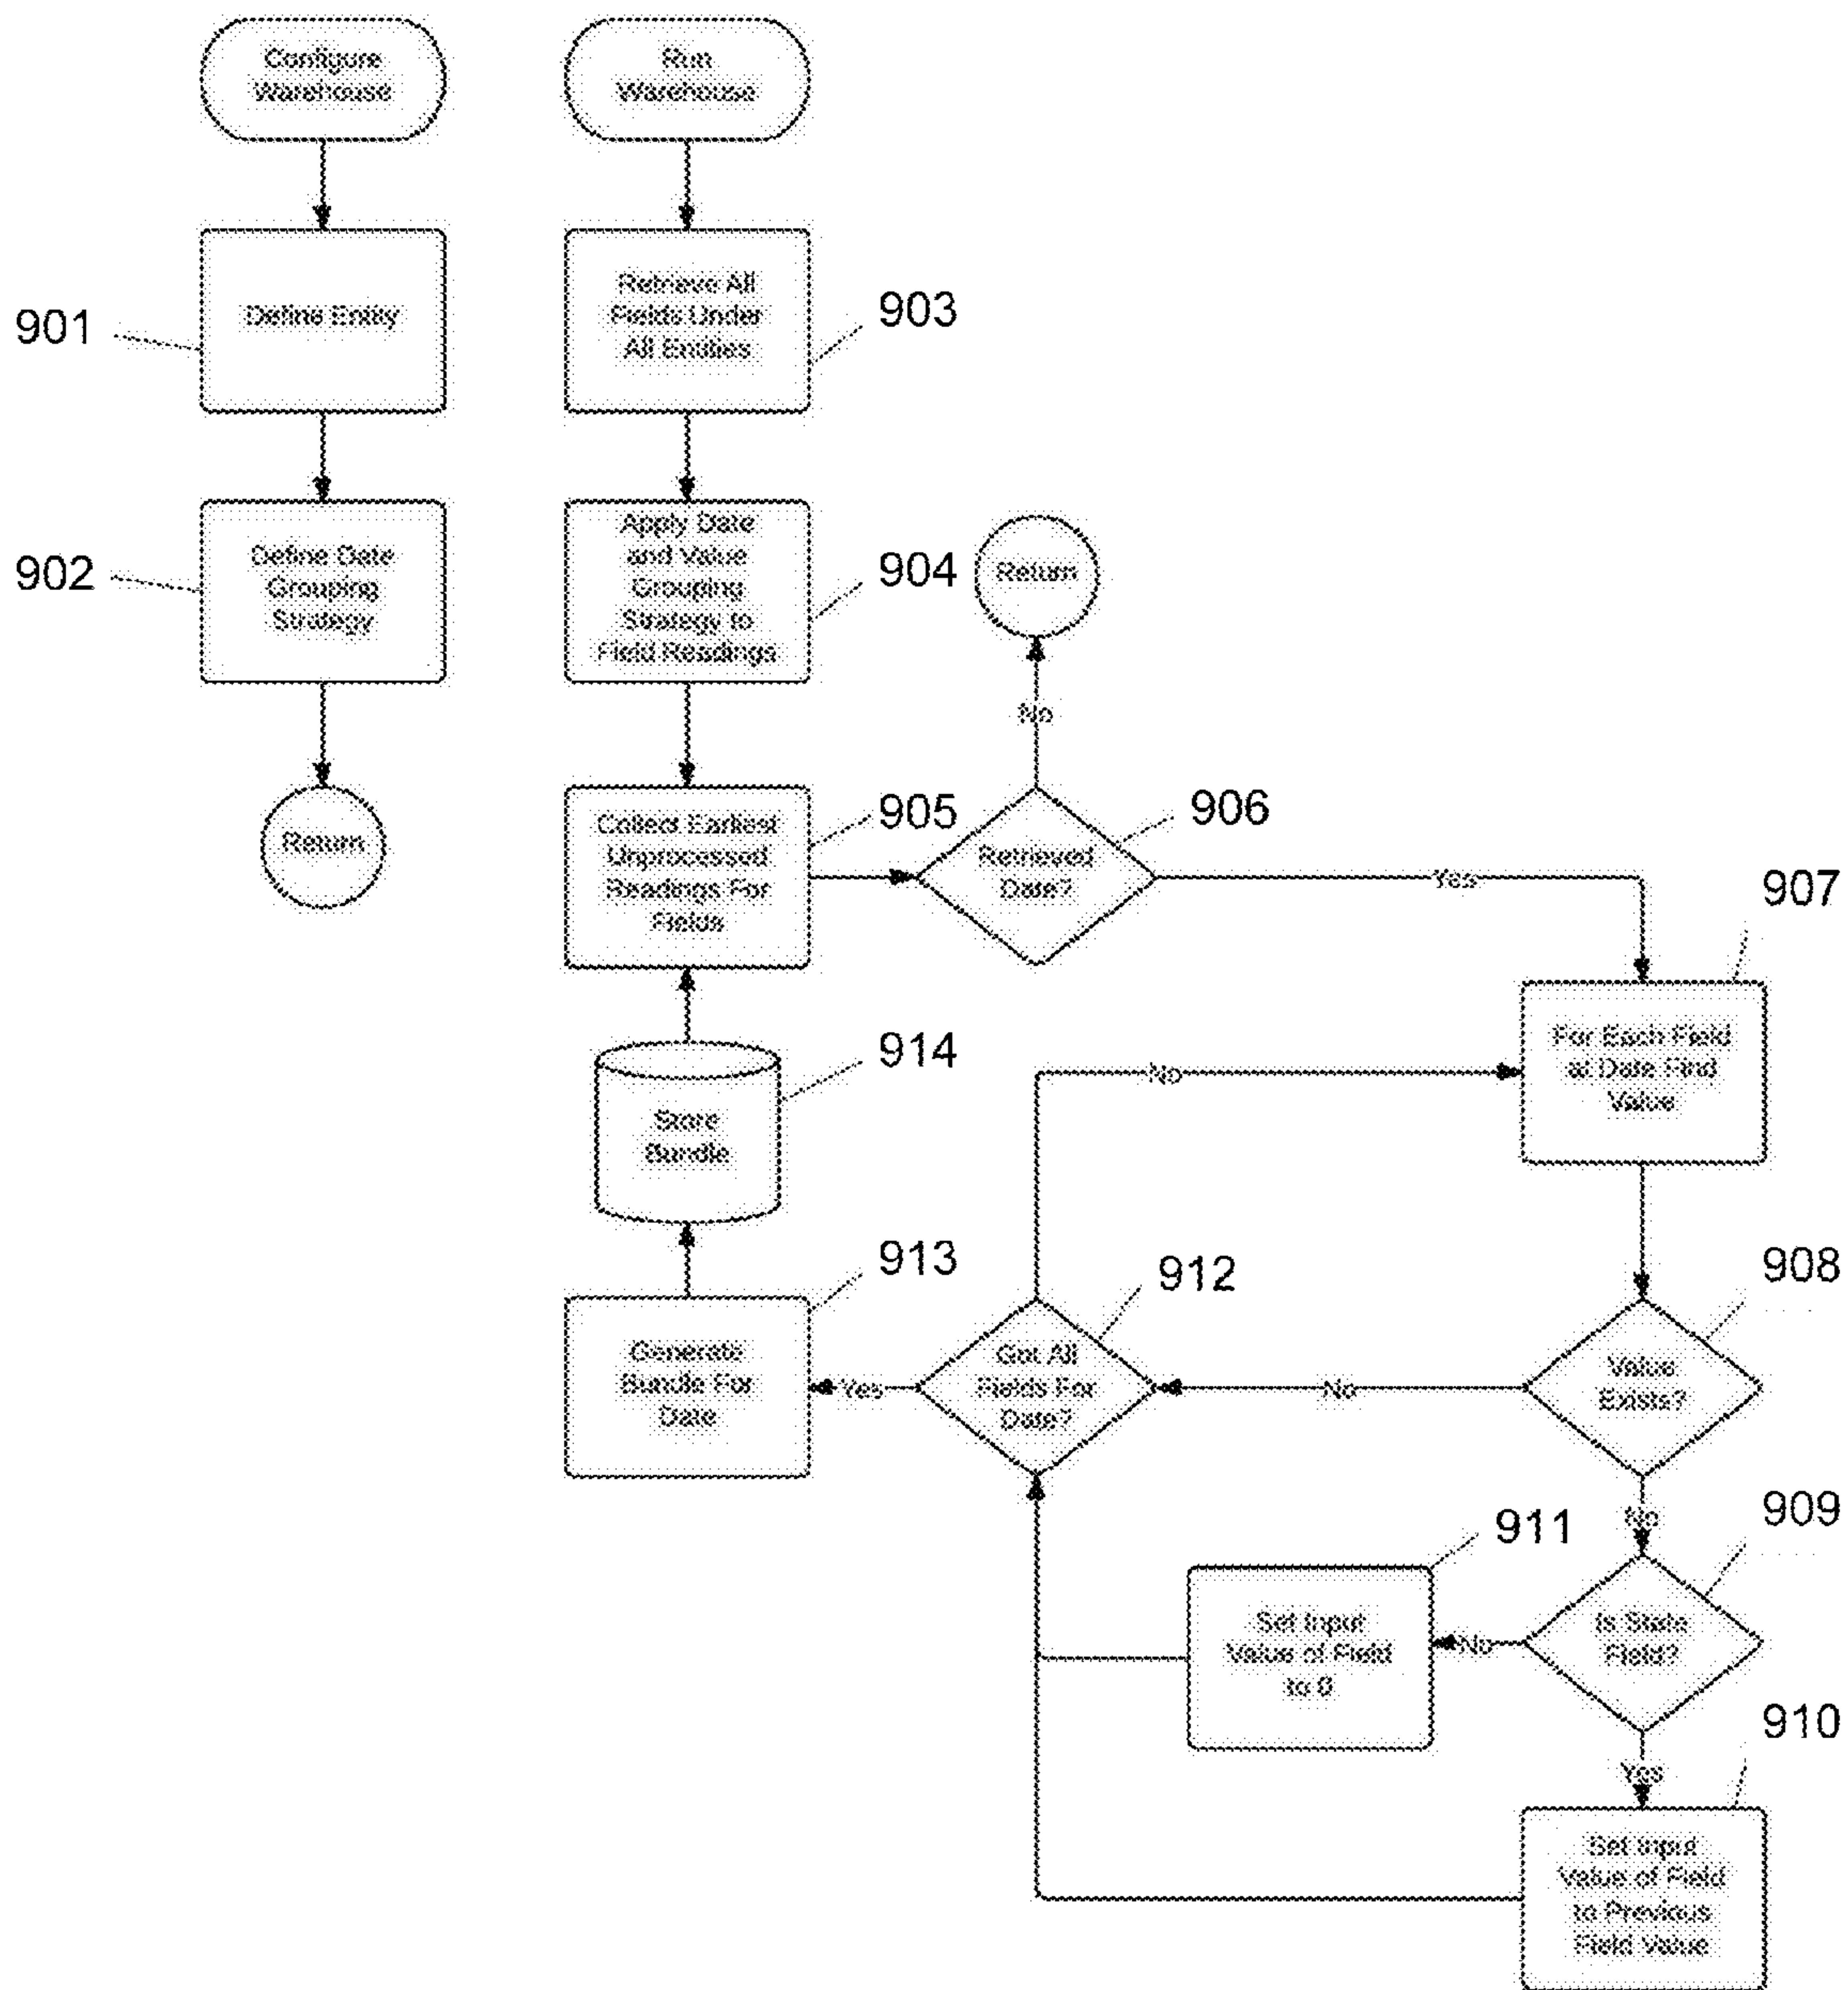 Configure
Warehouse
Run
Warehouse
901
Define Entity
Retrieve All
Fields Under
All Entities
903
902
Define Date
Grouping
Strategy
Apply Date
and Value
Grouping
Strategy to
Field Readings
904
Return
No
Return
Collect Earliest
Unprocessed
Readings For
Fields
905
Retrieved
Date?
906
Yes
907
For Each Field
at Date Find
Value
No
Store
Bundle
914
Generate
Bundle For
Date
913
Yes
Got All
Fields For
Date?
912
No
Value
Exists?
908
No
Is State
Field?
909
No
Set Input
Value of Field
to 0
911
Yes
910
Set Input
Value of Field
to Previous
Field Value